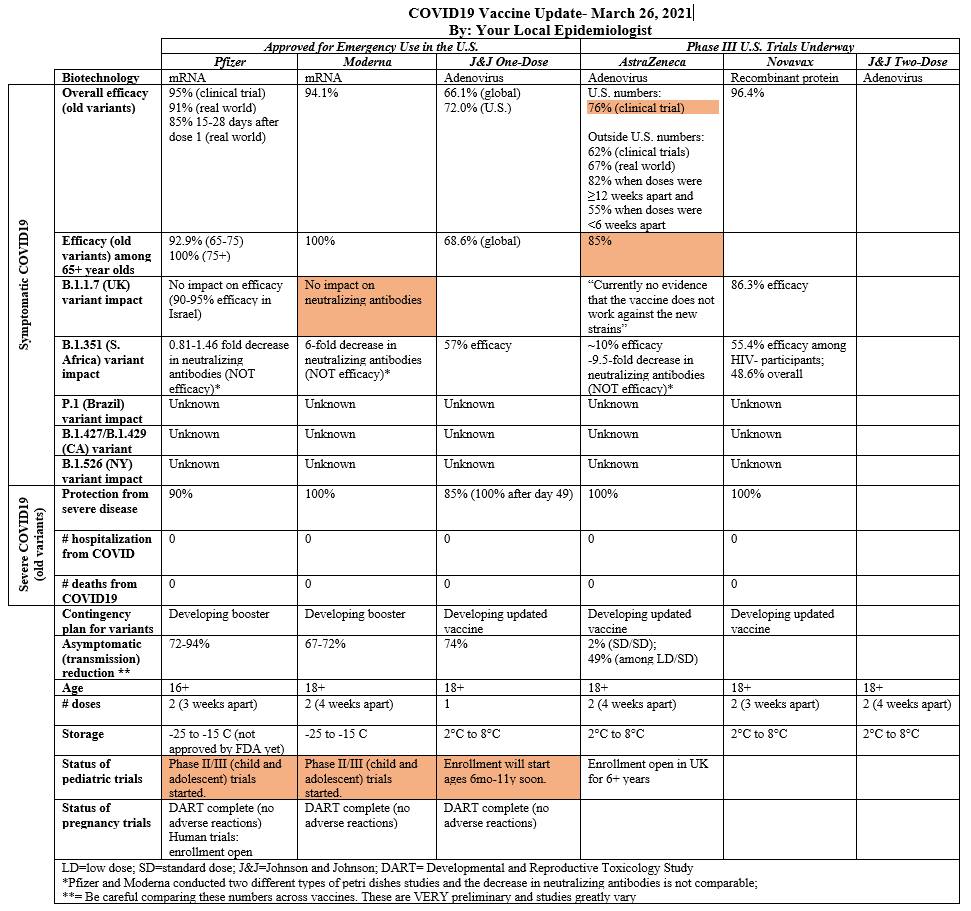 COVID19 Vaccine Update- March 26, 2021
By: Your Local Epidemiologist
Approved for Emergency Use in the U.S.
Phase III U.S. Trials Underway
Pfizer
Moderna
J&J One-Dose
AstraZeneca
Novavax
J&J Two-Dose
Biotechnology
mRNA
mRNA
Adenovirus
Adenovirus
Recombinant protein
Adenovirus
Symptomatic COVID19
Overall efficacy
(old variants)
95% (clinical trial)
91% (real world)
85% 15-28 days after
dose 1 (real world)
94.1%
66.1% (global)
72.0% (U.S.)
U.S. numbers:
76% (clinical trial)
Outside U.S. numbers:
62% (clinical trials)
67% (real world)
82% when doses were
≥12 weeks apart and
55% when doses were
<6 weeks apart
96.4%
Efficacy (old
variants) among
65+ year olds
92.9% (65-75)
100% (75+)
100%
68.6% (global)
85%
B.1.1.7 (UK)
variant impact
No impact on efficacy
(90-95% efficacy in
Israel)
No impact on
neutralizing antibodies
“Currently no evidence
that the vaccine does not
work against the new
strains”
86.3% efficacy
B.1.351 (S.
Africa) variant
impact
0.81-1.46 fold decrease
in neutralizing
antibodies (NOT
efficacy)*
6-fold decrease in
neutralizing antibodies
(NOT efficacy)*
57% efficacy
~10% efficacy
-9.5-fold decrease in
neutralizing antibodies
(NOT efficacy)*
55.4% efficacy among
HIV- participants;
48.6% overall
P.1 (Brazil)
variant impact
Unknown
Unknown
Unknown
Unknown
Unknown
B.1.427/B.1.429
(CA) variant
Unknown
Unknown
Unknown
Unknown
Unknown
B.1.526 (NY)
variant impact
Unknown
Unknown
Unknown
Unknown
Unknown
Severe COVID19
(old variants)
Protection from
severe disease
90%
100%
85% (100% after day 49)
100%
100%
# hospitalization
from COVID
0
0
0
0
0
# deaths from
COVID19
0
0
0
0
0
Contingency
plan for variants
Developing booster
Developing booster
Developing updated
vaccine
Developing updated
vaccine
Developing updated
vaccine
Asymptomatic
(transmission)
reduction **
72-94%
67-72%
74%
2% (SD/SD);
49% (among LD/SD)
Age
16+
18+
18+
18+
18+
18+
# doses
2 (3 weeks apart)
2 (4 weeks apart)
1
2 (4 weeks apart)
2 (3 weeks apart)
2 (4 weeks apart)
Storage
-25 to -15 C (not
approved by FDA yet)
-25 to -15 C
2°C to 8°C
2°C to 8°C
2°C to 8°C
2°C to 8°C
Status of
pediatric trials
Phase II/III (child and
adolescent) trials
started.
Phase II/III (child and
adolescent) trials
started.
Enrollment will start
ages 6mo-11y soon.
Enrollment open in UK
for 6+ years
Status of
pregnancy trials
DART complete (no
adverse reactions)
Human trials:
enrollment open
DART complete (no
adverse reactions)
DART complete (no
adverse reactions)
LD=low dose; SD=standard dose; J&J=Johnson and Johnson; DART= Developmental and Reproductive Toxicology Study
*Pfizer and Moderna conducted two different types of petri dishes studies and the decrease in neutralizing antibodies is not comparable;
**= Be careful comparing these numbers across vaccines. These are VERY preliminary and studies greatly vary